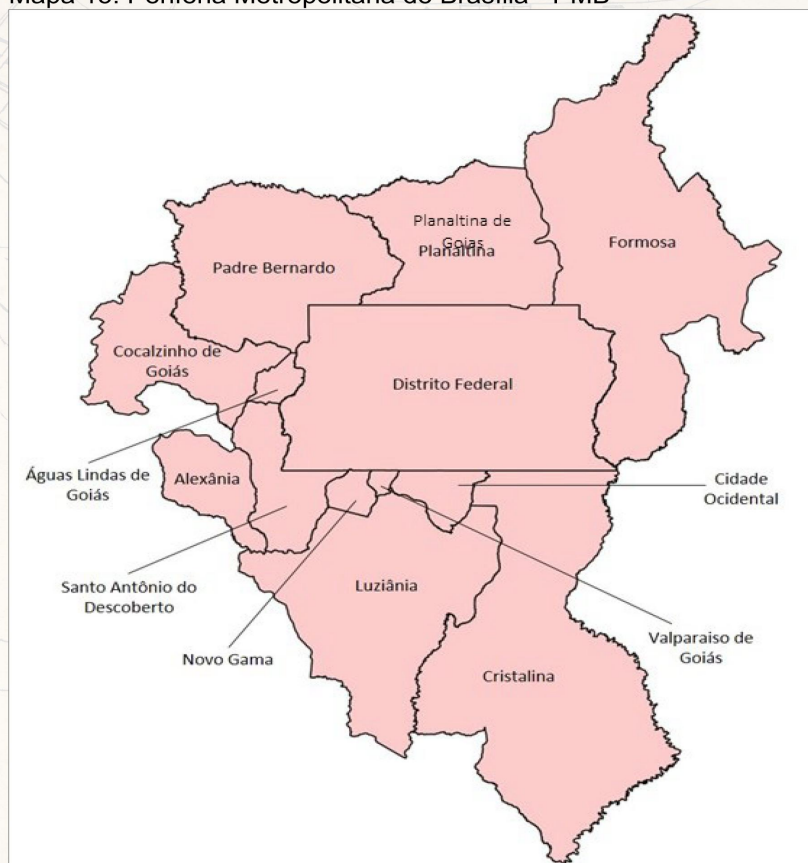 Mapa 13: Periferia Metropolitana de Brasília - PMB
Planaltina de
Goias
Planaltina
Formosa
Padre Bernardo
Cocalzinho de
Goiás
Distrito Federal
Águas Lindas de
Goiás
Alexânia
Cidade
Ocidental
Santo Antônio do
Descoberto
Luziânia
Novo Gama
Valparaiso de
Goiás
Cristalina